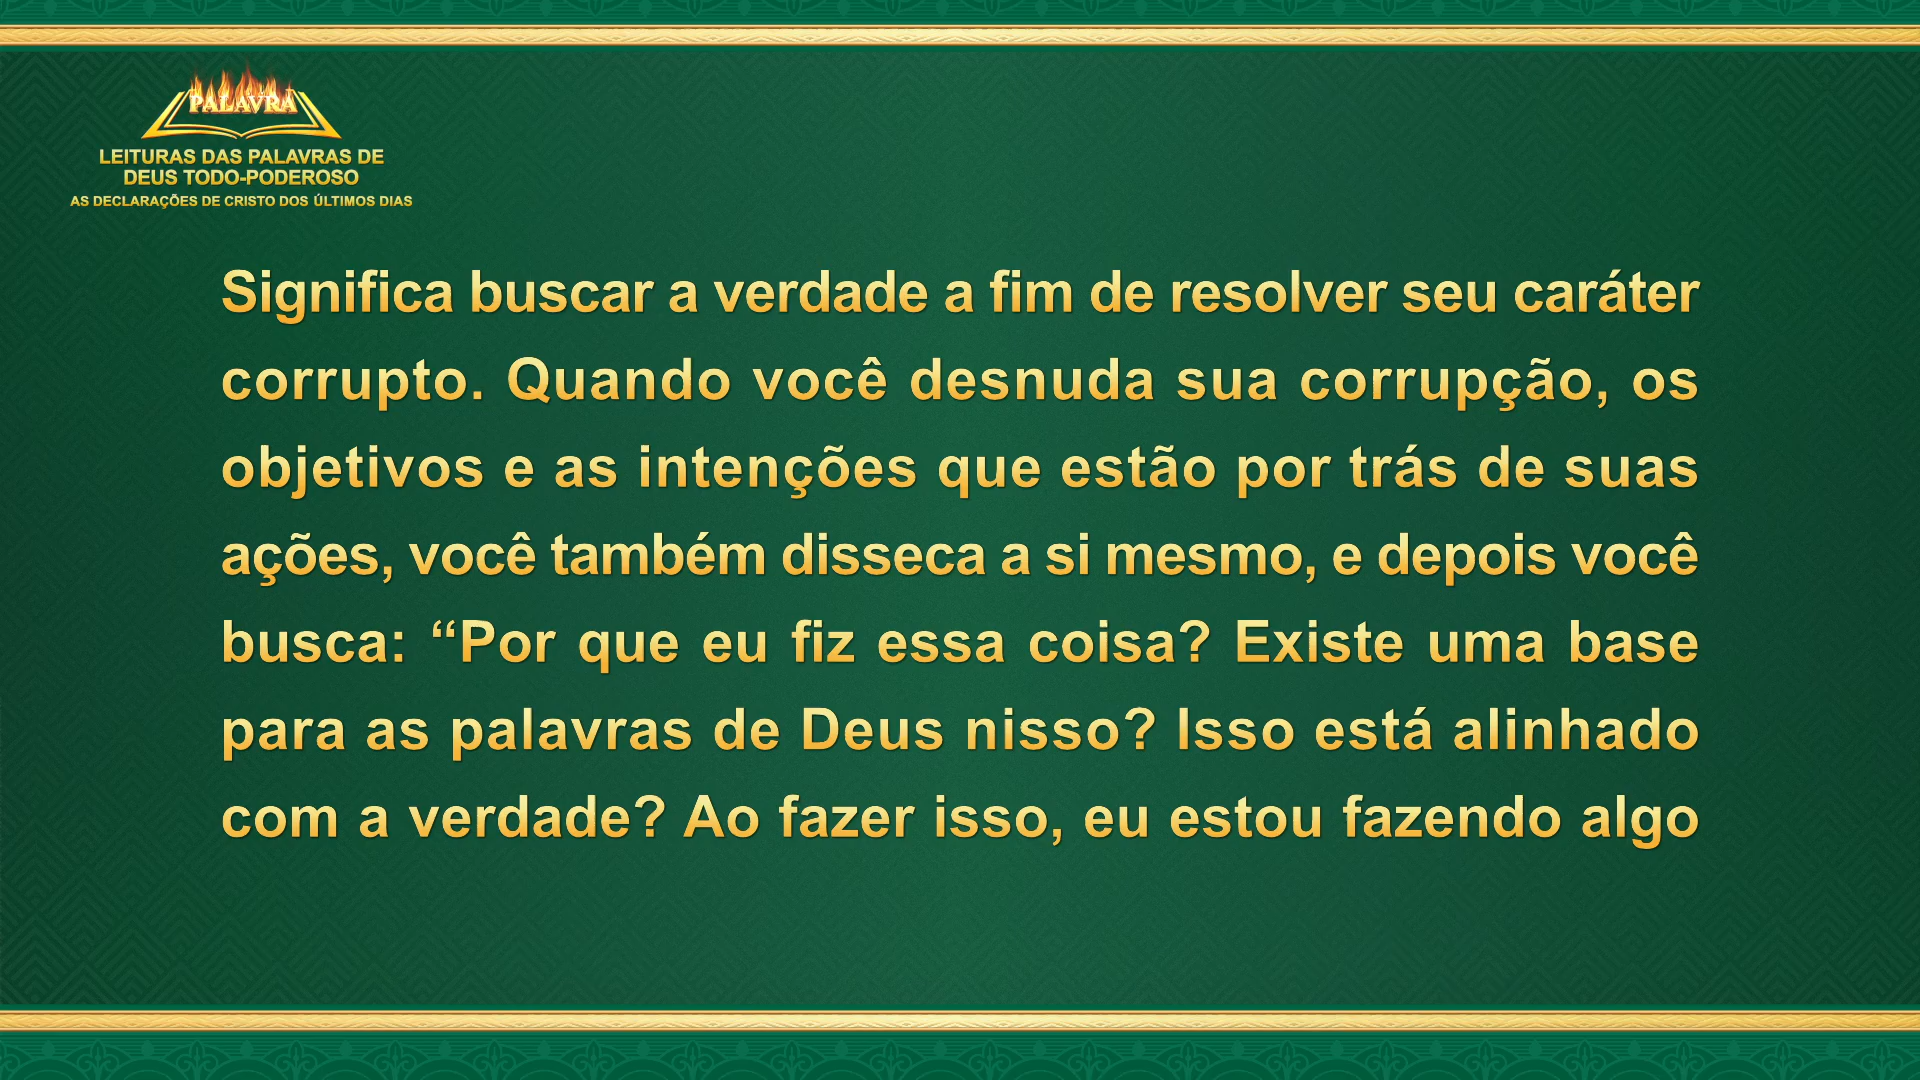 PALAVRA
LEITURAS DAS PALAVRAS DE
DEUS TODO-PODEROSO
AS DECLARAÇÕES DE CRISTO DOS ÚLTIMOS DIAS
Significa buscar a verdade a fim de resolver seu caráter
corrupto. Quando você desnuda sua corrupção, os
objetivos e as intenções que estão por trás de suas
ações, você também disseca a si mesmo, e depois você
busca: “Por que eu fiz essa coisa? Existe uma base
para as palavras de Deus nisso? Isso está alinhado
com a verdade? Ao fazer isso, eu estou fazendo algo